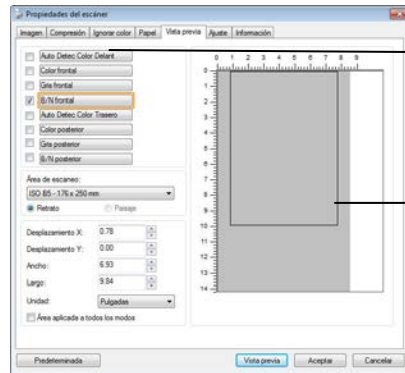 Propiedades del escáner
Imagen Compresión Ignorar color Papel Vista previa Ajuste Información
Auto Detec Color Delant
Color frontal
Gris frontal
B/N frontal
Auto Detec Color Trasero
Color posterior
Gris posterior
B/N posterior
Área de escaneo:
ISO B5 - 176 x 250 mm
Retrato Paisaje
Desplazamiento X: 0.78
Desplazamiento Y: 0.00
Ancho: 6.93
Largo: 9.84
Unidad: Pulgadas
Área aplicada a todos los modos
0 1 2 3 4 5 6 7 8 9
0
1
2
3
4
5
6
7
8
9
10
11
12
13
14
Predeterminada Vista previa Aceptar Cancelar